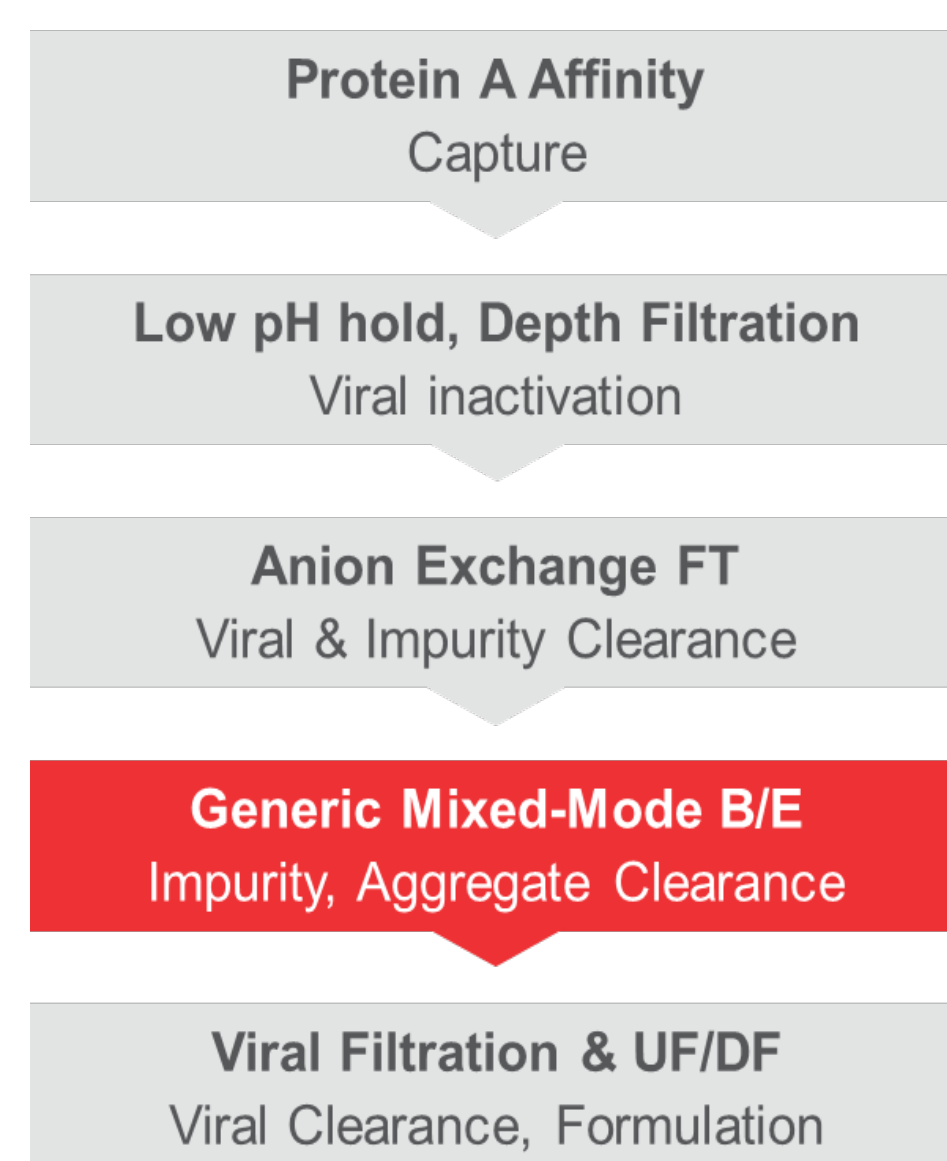 Protein A Affinity
Capture
Low pH hold, Depth Filtration
Viral inactivation
Anion Exchange FT
Viral & Impurity Clearance
Generic Mixed-Mode B/E
Impurity, Aggregate Clearance
Viral Filtration & UF/DF
Viral Clearance, Formulation